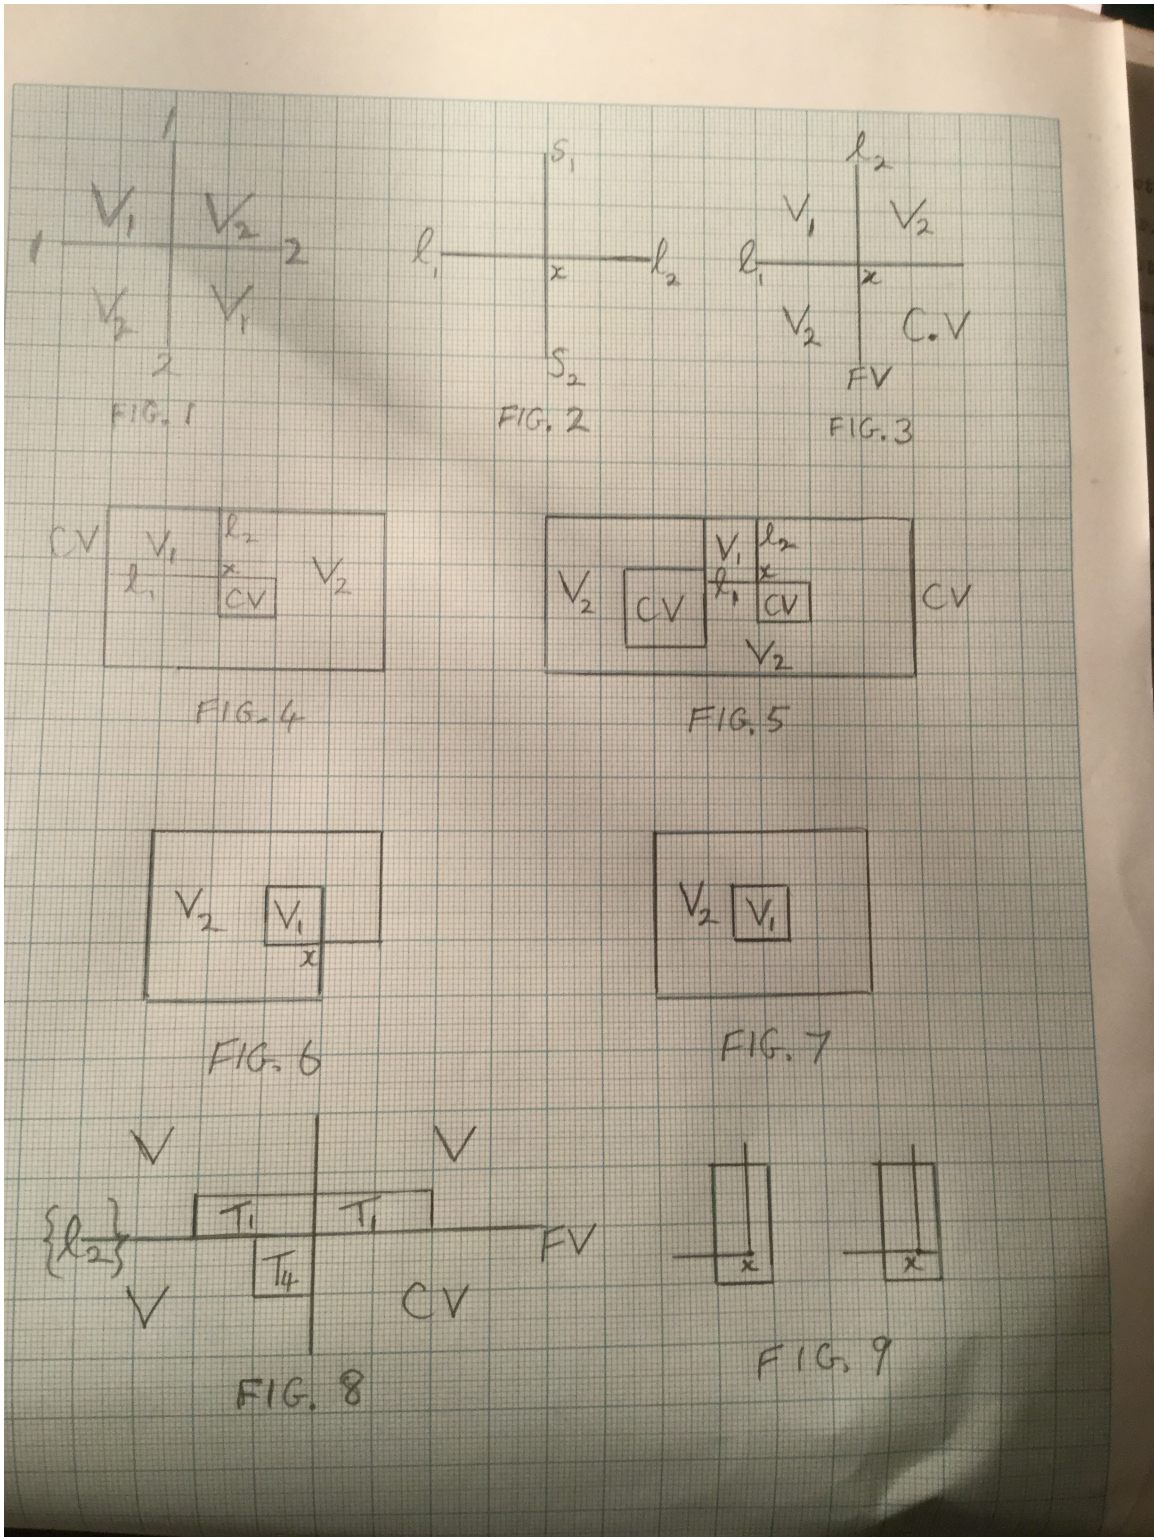 1
V₁ V₂
1 2
V₂ V₁
2
FIG. 1
S₁
l₁ l₂
x
S₂
FIG. 2
l₂
V₁ V₂
l₁ x
V₂ C.V
FV
FIG. 3
CV V₁ l₂
l₁ x V₂
CV
FIG. 4
V₁ l₂
V₂ CV l₁ x CV CV
V₂
FIG. 5
V₂ V₁
x
FIG. 6
V₂ V₁
FIG. 7
V V
{l₂} T₁ T₁ FV
T₄
V CV
FIG. 8
x x
FIG. 9